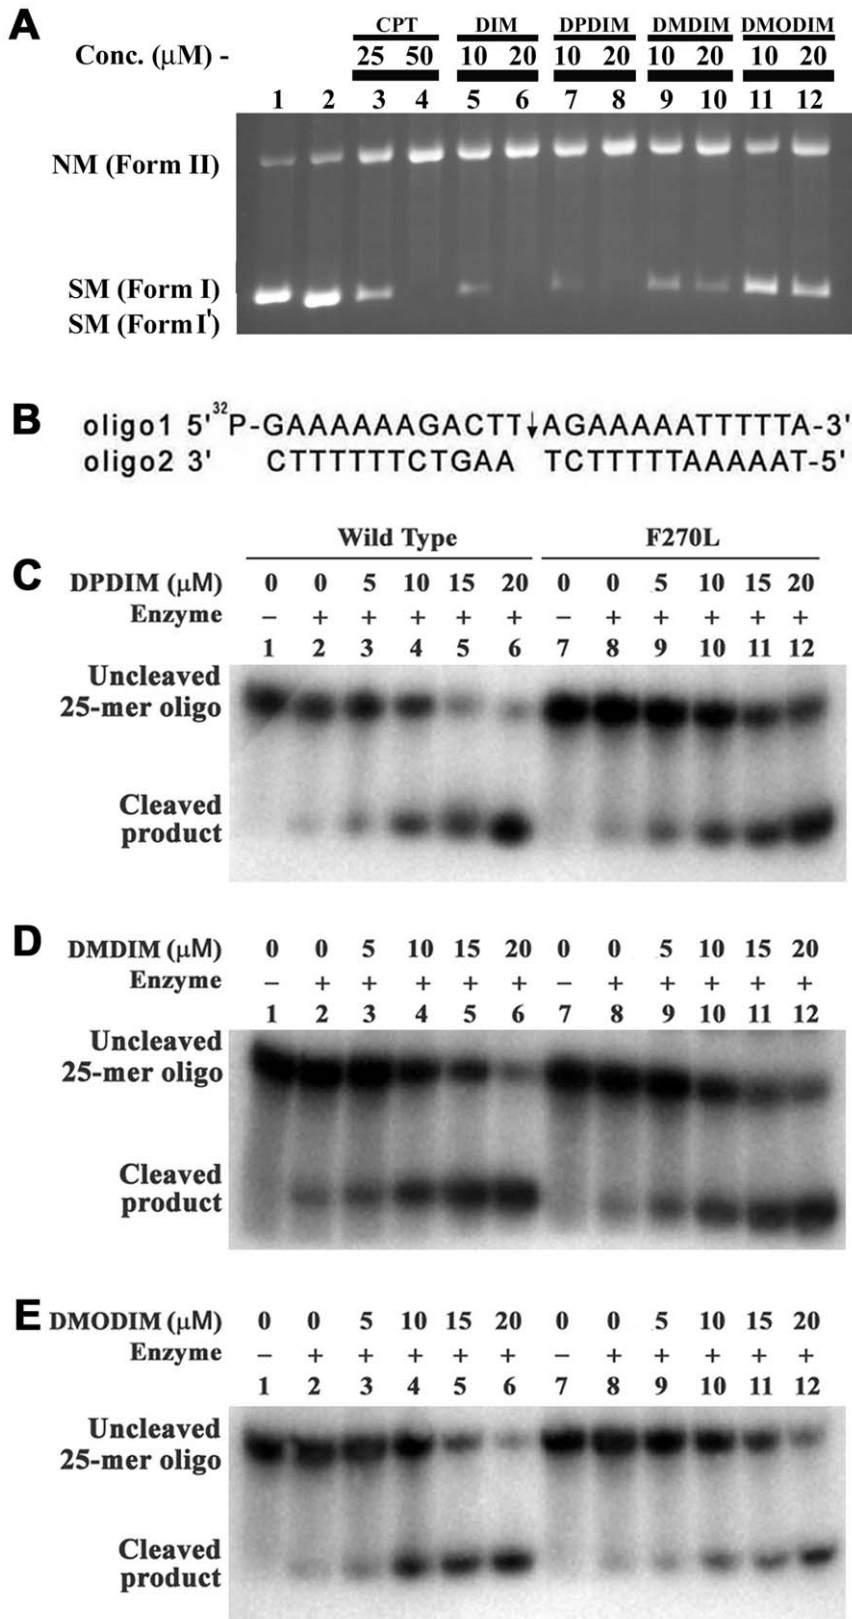 A
CPT DIM DPDIM DMDIM DMODIM
Conc. (μM) - 25 50 10 20 10 20 10 20 10 20
1 2 3 4 5 6 7 8 9 10 11 12
NM (Form II)
SM (Form I)
SM (Form I')
B
oligo1 5' 32P-GAAAAAAGACTT↓AGAAAAATTTTTA-3'
oligo2 3' CTTTTTTCTGAA TCTTTTTAAAAAT-5'
Wild Type F270L
C DPDIM (μM) 0 0 5 10 15 20 0 0 5 10 15 20
Enzyme – + + + + + – + + + + +
1 2 3 4 5 6 7 8 9 10 11 12
Uncleaved
25-mer oligo
Cleaved
product
D DMDIM (μM) 0 0 5 10 15 20 0 0 5 10 15 20
Enzyme – + + + + + – + + + + +
1 2 3 4 5 6 7 8 9 10 11 12
Uncleaved
25-mer oligo
Cleaved
product
E DMODIM (μM) 0 0 5 10 15 20 0 0 5 10 15 20
Enzyme – + + + + + – + + + + +
1 2 3 4 5 6 7 8 9 10 11 12
Uncleaved
25-mer oligo
Cleaved
product